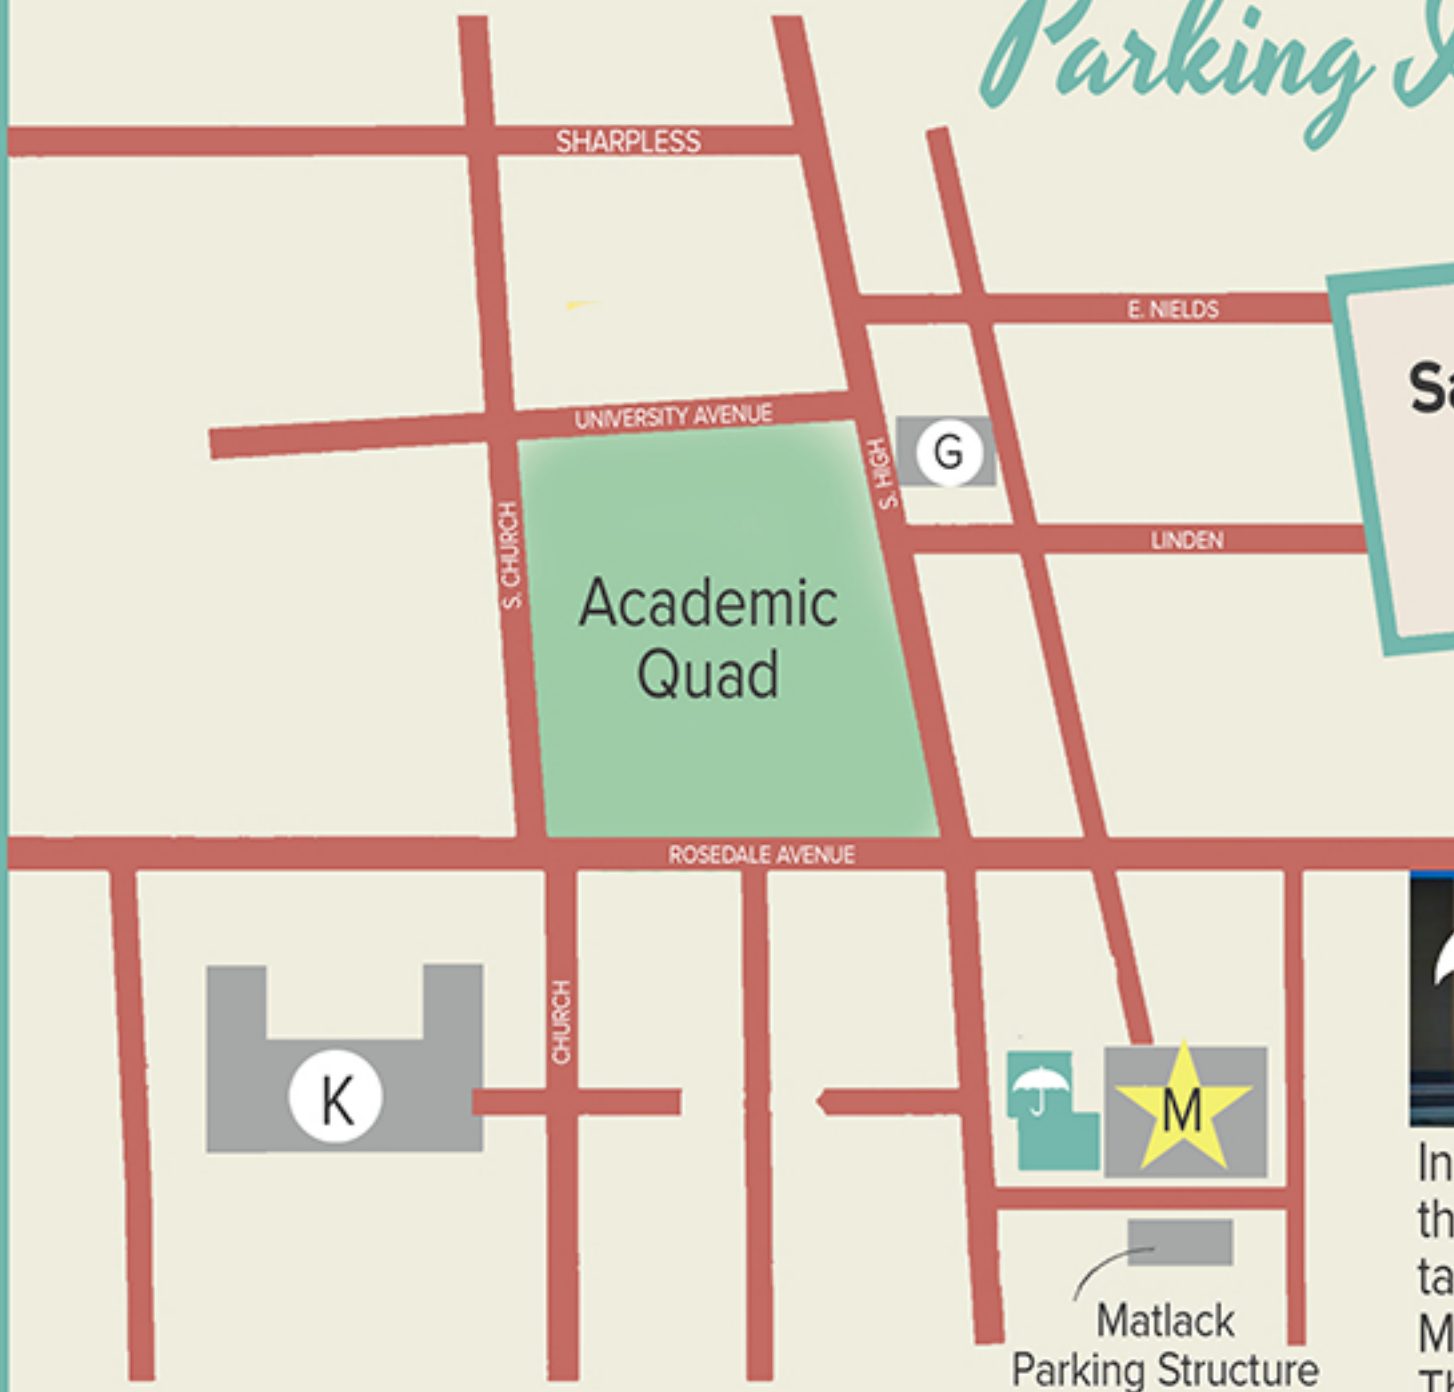 Parking
SHARPLESS
E. NIELDS
Sa
UNIVERSITY AVENUE
S. HIGH
G
S. CHURCH
LINDEN
Academic
Quad
ROSEDALE AVENUE
CHURCH
K
M
In
th
ta
M
Th
Matlack
Parking Structure